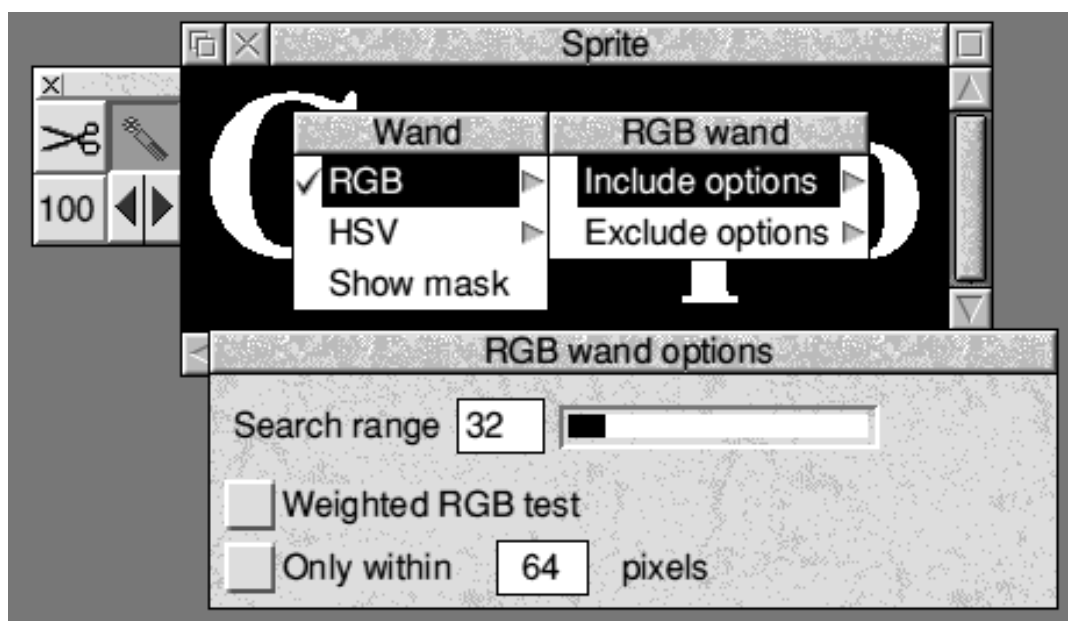 Sprite
100
Wand
RGB
HSV
Show mask
RGB wand
Include options
Exclude options
RGB wand options
Search range 32
Weighted RGB test
Only within 64 pixels